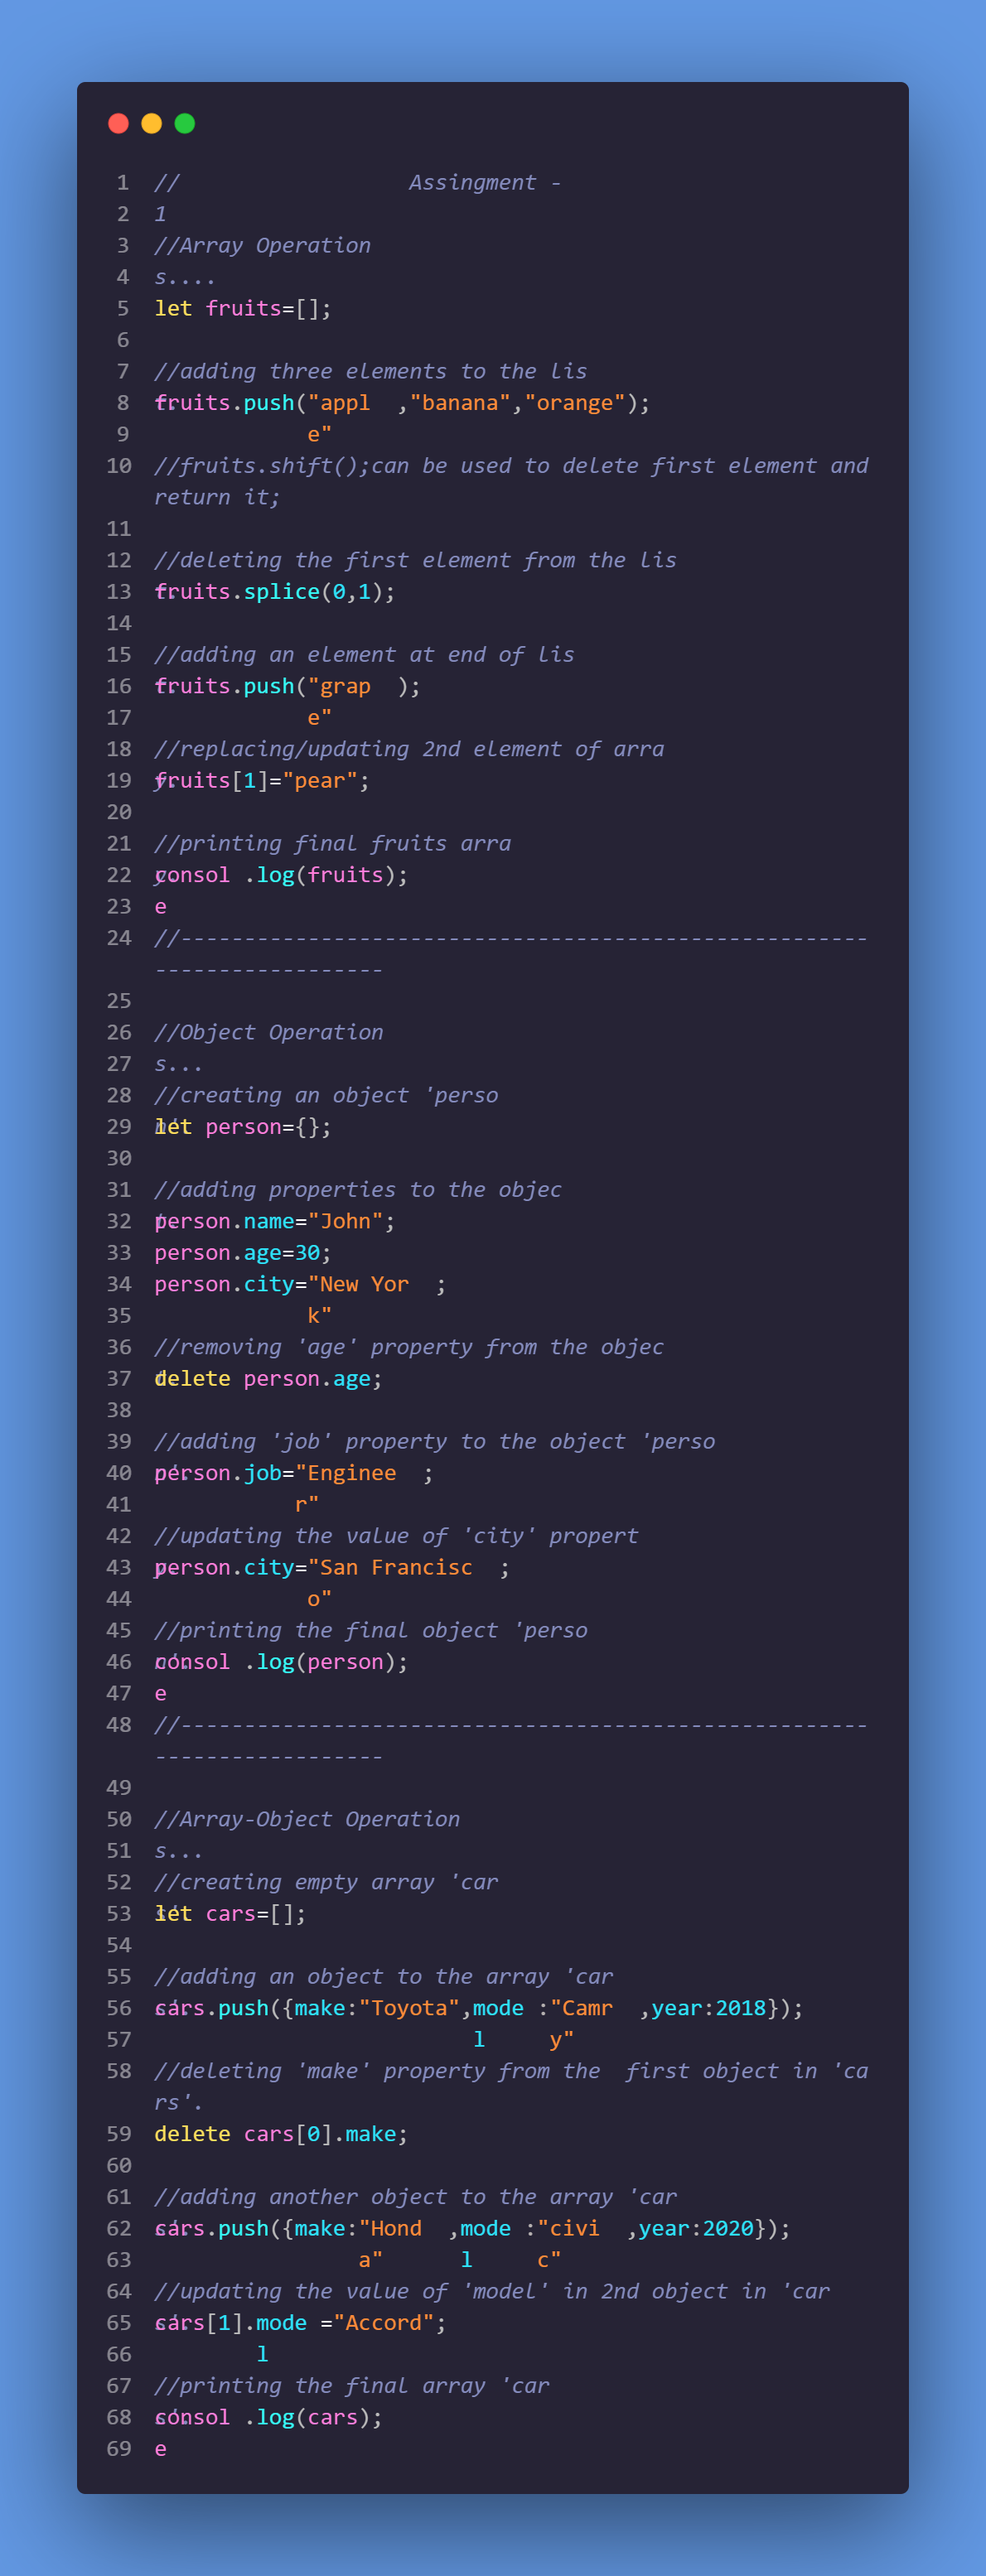 1 // Assingment -
2 1
3 //Array Operation
4 s....
5 let fruits=[];
6
7 //adding three elements to the lis
8 fruits.push("appl  ,"banana","orange");
9 e"
10 //fruits.shift();can be used to delete first element and
return it;
11
12 //deleting the first element from the lis
13 fruits.splice(0,1);
14
15 //adding an element at end of lis
16 fruits.push("grap  );
17 e"
18 //replacing/updating 2nd element of arra
19 fruits[1]="pear";
20
21 //printing final fruits arra
22 consol .log(fruits);
23 e
24 //------------------------------------------------------
------------------
25
26 //Object Operation
27 s...
28 //creating an object 'perso
29 let person={};
30
31 //adding properties to the objec
32 person.name="John";
33 person.age=30;
34 person.city="New Yor  ;
35 k"
36 //removing 'age' property from the objec
37 delete person.age;
38
39 //adding 'job' property to the object 'perso
40 person.job="Enginee  ;
41 r"
42 //updating the value of 'city' propert
43 person.city="San Francisc  ;
44 o"
45 //printing the final object 'perso
46 consol .log(person);
47 e
48 //------------------------------------------------------
------------------
49
50 //Array-Object Operation
51 s...
52 //creating empty array 'car
53 let cars=[];
54
55 //adding an object to the array 'car
56 cars.push({make:"Toyota",mode :"Camr  ,year:2018});
57 l y"
58 //deleting 'make' property from the  first object in 'ca
rs'.
59 delete cars[0].make;
60
61 //adding another object to the array 'car
62 cars.push({make:"Hond  ,mode :"civi  ,year:2020});
63 a" l c"
64 //updating the value of 'model' in 2nd object in 'car
65 cars[1].mode ="Accord";
66 l
67 //printing the final array 'car
68 consol .log(cars);
69 e